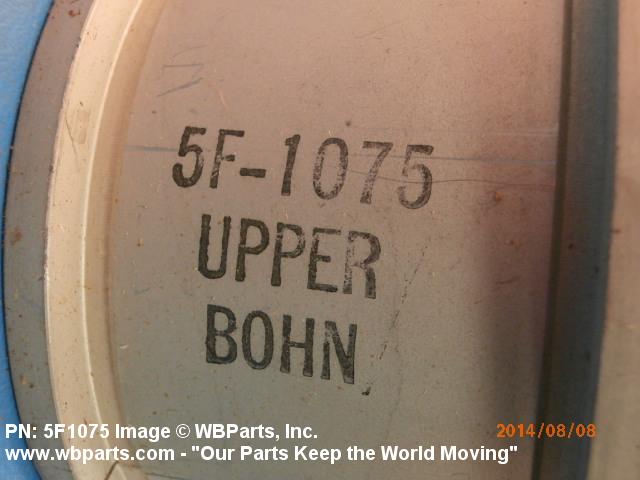 5F-1075
UPPER
BOHN
PN: 5F1075 Image © WBParts, Inc.
2014/08/08
www.wbparts.com - "Our Parts Keep the World Moving"